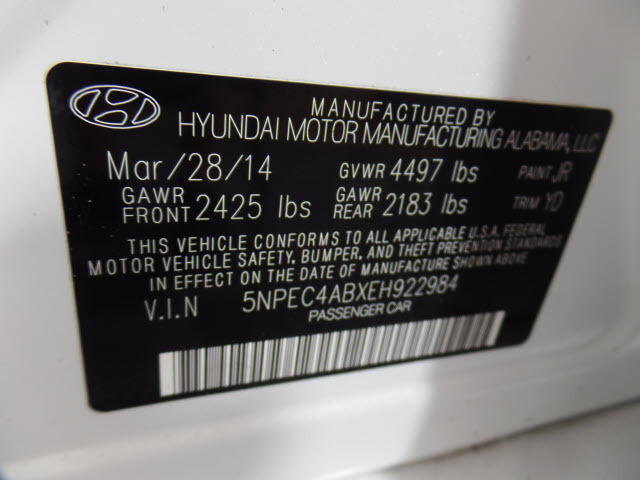 MANUFACTURED BY
HYUNDAI MOTOR MANUFACTURING ALABAMA, LLC
Mar/28/14 GVWR 4497 lbs PAINT JR
GAWR FRONT 2425 lbs GAWR REAR 2183 lbs TRIM YD
THIS VEHICLE CONFORMS TO ALL APPLICABLE U.S.A. FEDERAL
MOTOR VEHICLE SAFETY, BUMPER, AND THEFT PREVENTION STANDARDS
IN EFFECT ON THE DATE OF MANUFACTURE SHOWN ABOVE.
V.I.N 5NPEC4ABXEH922984
PASSENGER CAR